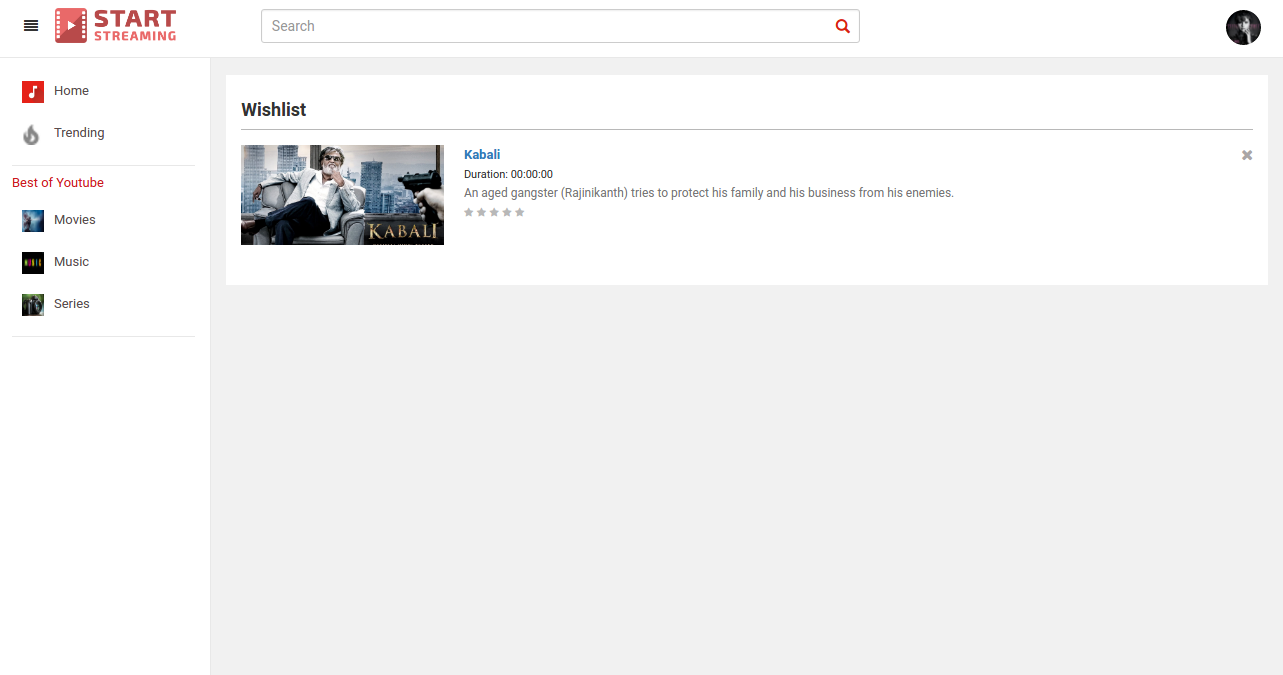 START
STREAMING
Search
Home
Trending
Best of Youtube
Movies
Music
Series
Wishlist
KABALI
Kabali
Duration: 00:00:00
An aged gangster (Rajinikanth) tries to protect his family and his business from his enemies.